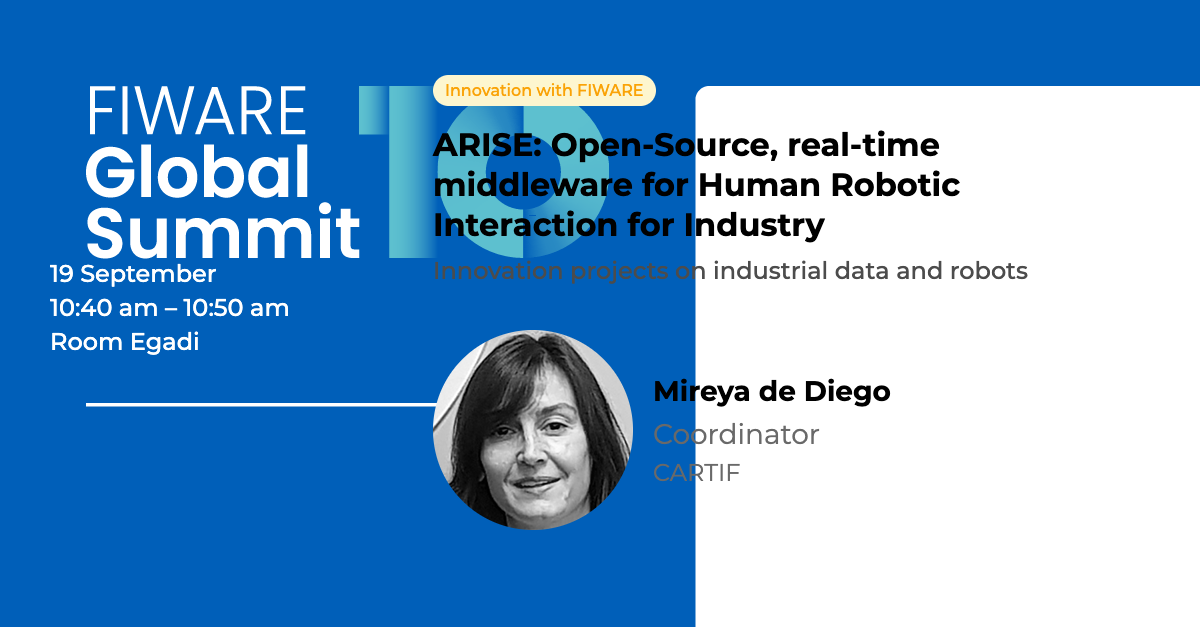 FIWARE
Global
Summit
10
19 September
10:40 am – 10:50 am
Room Egadi
Innovation with FIWARE
ARISE: Open-Source, real-time
middleware for Human Robotic
Interaction for Industry
Innovation projects on industrial data and robots
Mireya de Diego
Coordinator
CARTIF